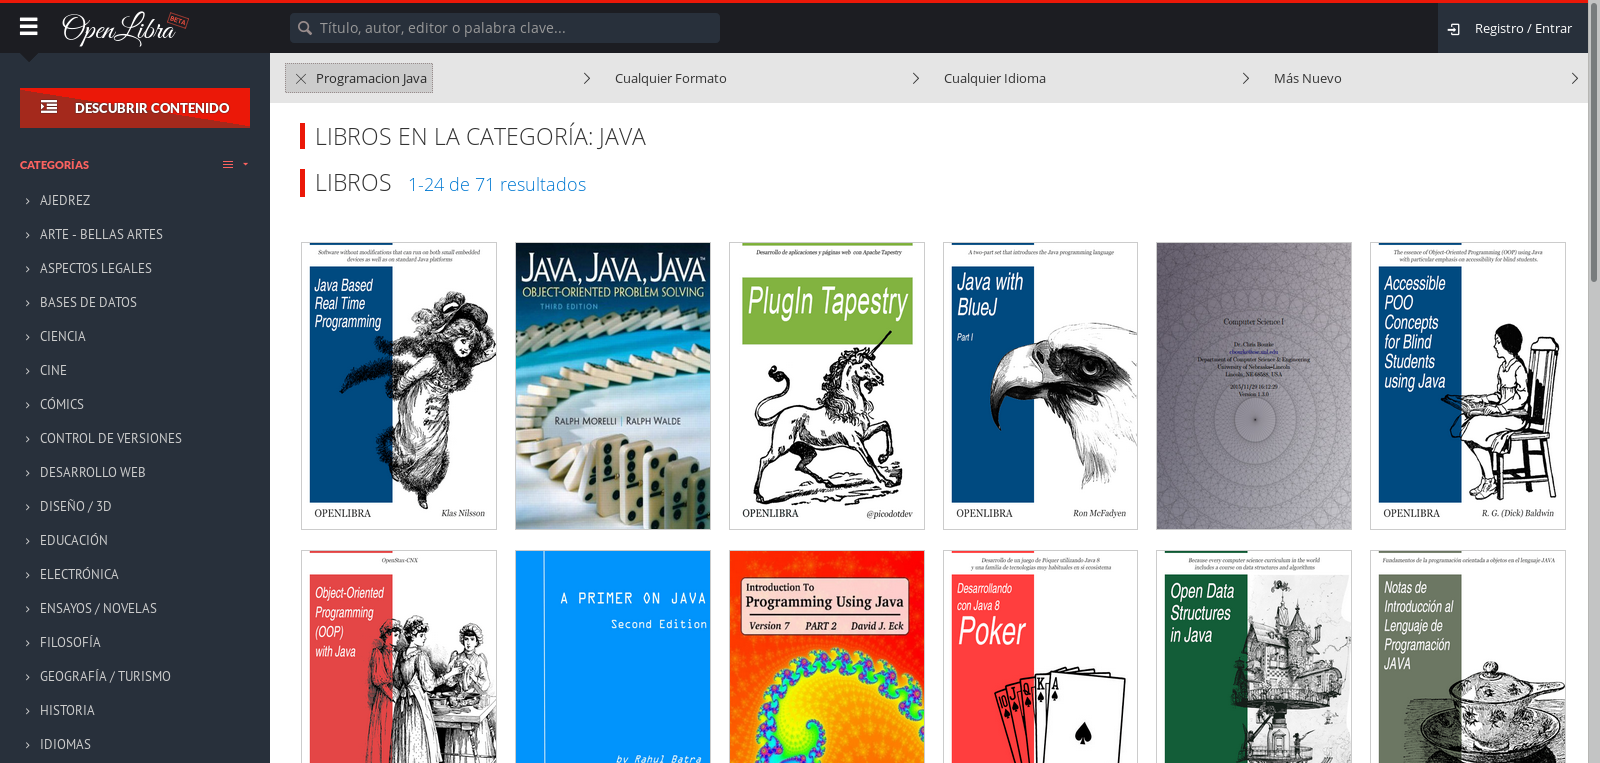 OpenLibra BETA
Título, autor, editor o palabra clave...
Registro / Entrar
Programacion Java
Cualquier Formato
Cualquier Idioma
Más Nuevo
DESCUBRIR CONTENIDO
CATEGORÍAS
AJEDREZ
ARTE - BELLAS ARTES
ASPECTOS LEGALES
BASES DE DATOS
CIENCIA
CINE
CÓMICS
CONTROL DE VERSIONES
DESARROLLO WEB
DISEÑO / 3D
EDUCACIÓN
ELECTRÓNICA
ENSAYOS / NOVELAS
FILOSOFÍA
GEOGRAFÍA / TURISMO
HISTORIA
IDIOMAS
LIBROS EN LA CATEGORÍA: JAVA
LIBROS 1-24 de 71 resultados
Software without modifications that can run on both small embedded
devices as well as on standard Java platforms
Java Based
Real Time
Programming
OPENLIBRA
Klas Nilsson
JAVA, JAVA, JAVA™
OBJECT-ORIENTED PROBLEM SOLVING
THIRD EDITION
RALPH MORELLI | RALPH WALDE
Desarrollo de aplicaciones y páginas web con Apache Tapestry
PlugIn Tapestry
OPENLIBRA
@picodotdev
A two-part set that introduces the Java programming language
Java with
BlueJ
Part I
OPENLIBRA
Ron McFadyen
Computer Science I
Dr. Chris Bourke
cbourke@cse.unl.edu
Department of Computer Science & Engineering
University of Nebraska–Lincoln
Lincoln, NE 68588, USA
Version 1.3.0
The essence of Object-Oriented Programming (OOP) using Java
with particular emphasis on accessibility for blind students.
Accessible
POO
Concepts
for Blind
Students
using Java
OPENLIBRA
R. G. (Dick) Baldwin
OpenStax-CNX
Object-Oriented
Programming
(OOP)
with Java
A PRIMER ON JAVA
Second Edition
by Rahul Batra
Introduction To
Programming Using Java
Version 7 PART 2 David J. Eck
Desarrollo de un juego de Póquer utilizando Java 8
y una familia de tecnologías muy habituales en si ecosistema
Desarrollando
con Java 8
Poker
10 J Q K A
Because every computer science curriculum in the world
includes a course on data structures and algorithms
Open Data
Structures
in Java
Fundamentos de la programación orientada a objetos en el lenguaje JAVA
Notas de
Introducción al
Lenguaje de
Programación
JAVA